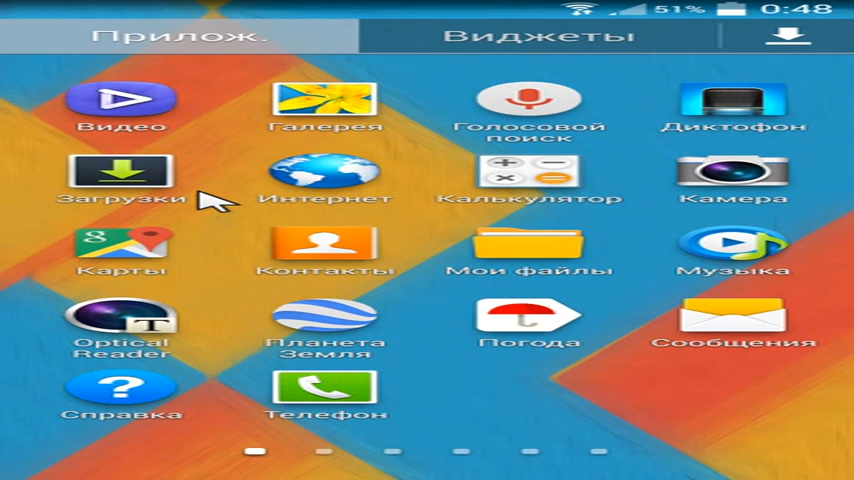 51% 0:48
Прилож. Виджеты
Видео Галерея Голосовой поиск Диктофон
Загрузки Интернет Калькулятор Камера
8
Карты Контакты Мои файлы Музыка
T
Optical Reader Планета Земля Погода Сообщения
?
Справка Телефон